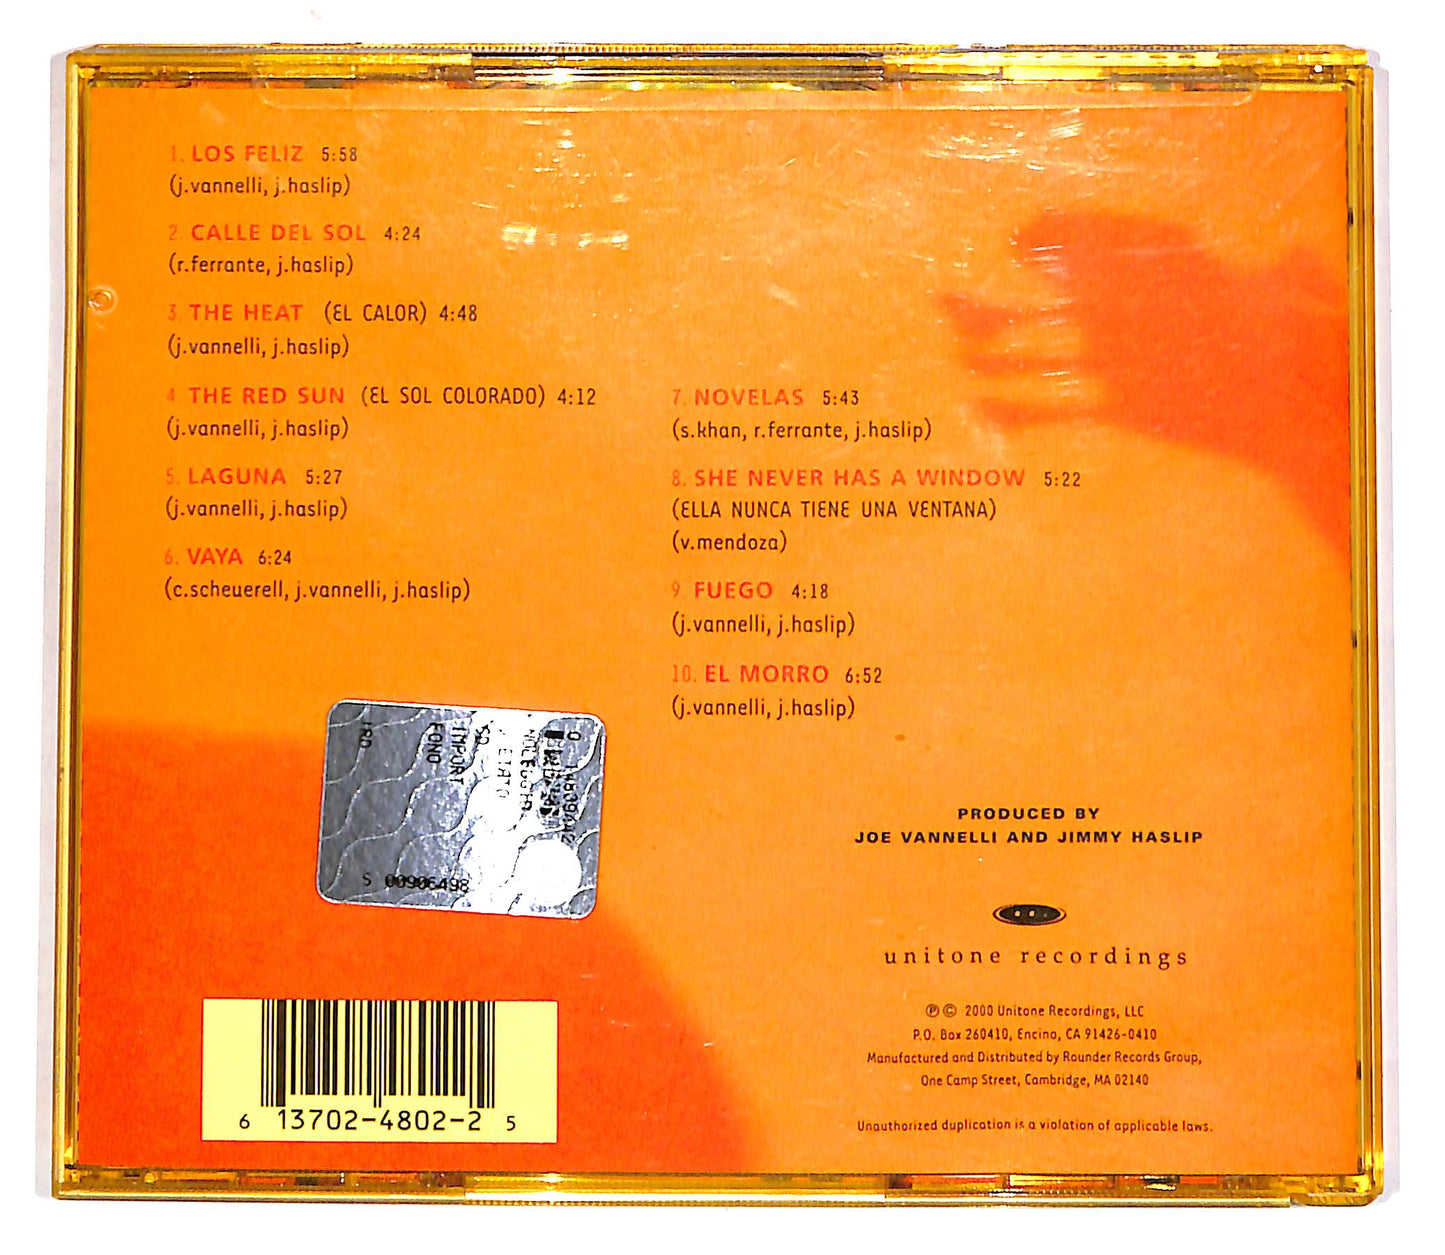 1. LOS FELIZ 5:58
(j.vannelli, j.haslip)
2. CALLE DEL SOL 4:24
(r.ferrante, j.haslip)
3. THE HEAT (EL CALOR) 4:48
(j.vannelli, j.haslip)
4. THE RED SUN (EL SOL COLORADO) 4:12
(j.vannelli, j.haslip)
5. LAGUNA 5:27
(j.vannelli, j.haslip)
6. VAYA 6:24
(c.scheuerell, j.vannelli, j.haslip)
7. NOVELAS 5:43
(s.khan, r.ferrante, j.haslip)
8. SHE NEVER HAS A WINDOW 5:22
(ELLA NUNCA TIENE UNA VENTANA)
(v.mendoza)
9. FUEGO 4:18
(j.vannelli, j.haslip)
10. EL MORRO 6:52
(j.vannelli, j.haslip)
IMPORT
FONO
S 00906498
PRODUCED BY
JOE VANNELLI AND JIMMY HASLIP
unitone recordings
℗ © 2000 Unitone Recordings, LLC
P.O. Box 260410, Encino, CA 91426-0410
Manufactured and Distributed by Rounder Records Group,
One Camp Street, Cambridge, MA 02140
Unauthorized duplication is a violation of applicable laws.
6 13702-4802-2 5